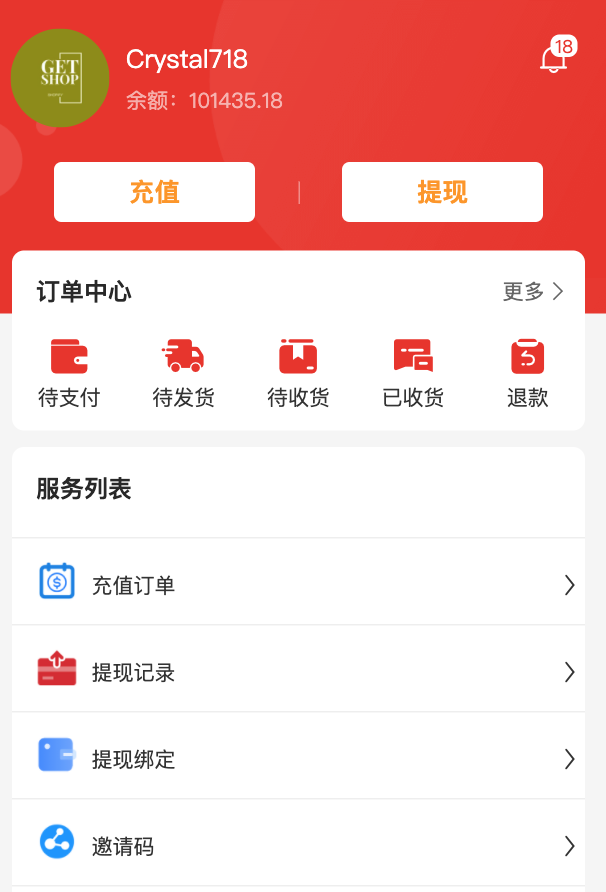 GET
SHOP
Crystal718
18
余额：101435.18
充值
提现
订单中心
更多
待支付 待发货 待收货 已收货 退款
服务列表
充值订单
提现记录
提现绑定
邀请码